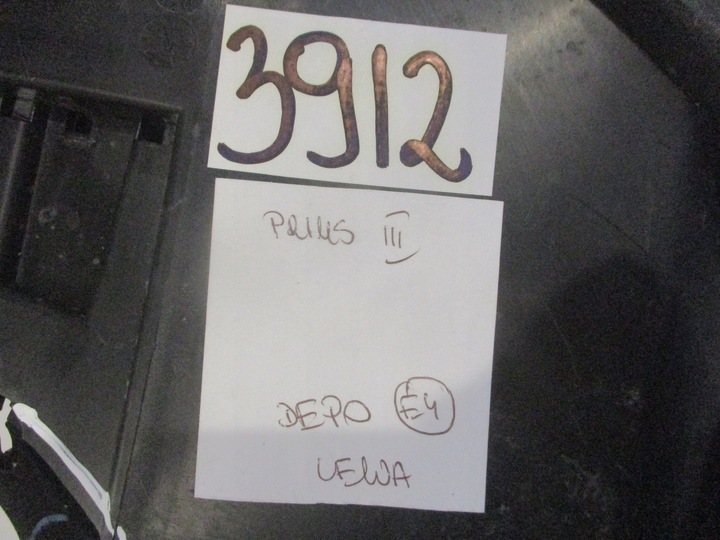 3912
PRIUS III
DEPO E4
LEWA